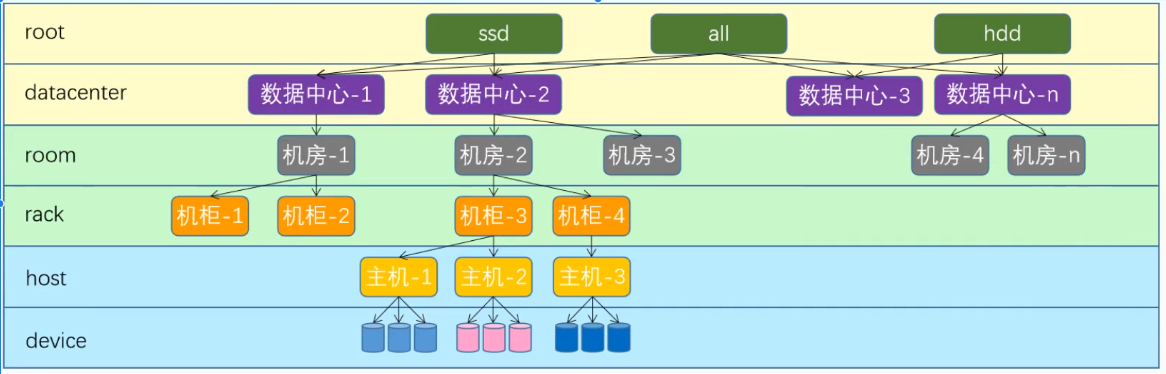 root ssd all hdd
datacenter 数据中心-1 数据中心-2 数据中心-3 数据中心-n
room 机房-1 机房-2 机房-3 机房-4 机房-n
rack 机柜-1 机柜-2 机柜-3 机柜-4
host 主机-1 主机-2 主机-3
device